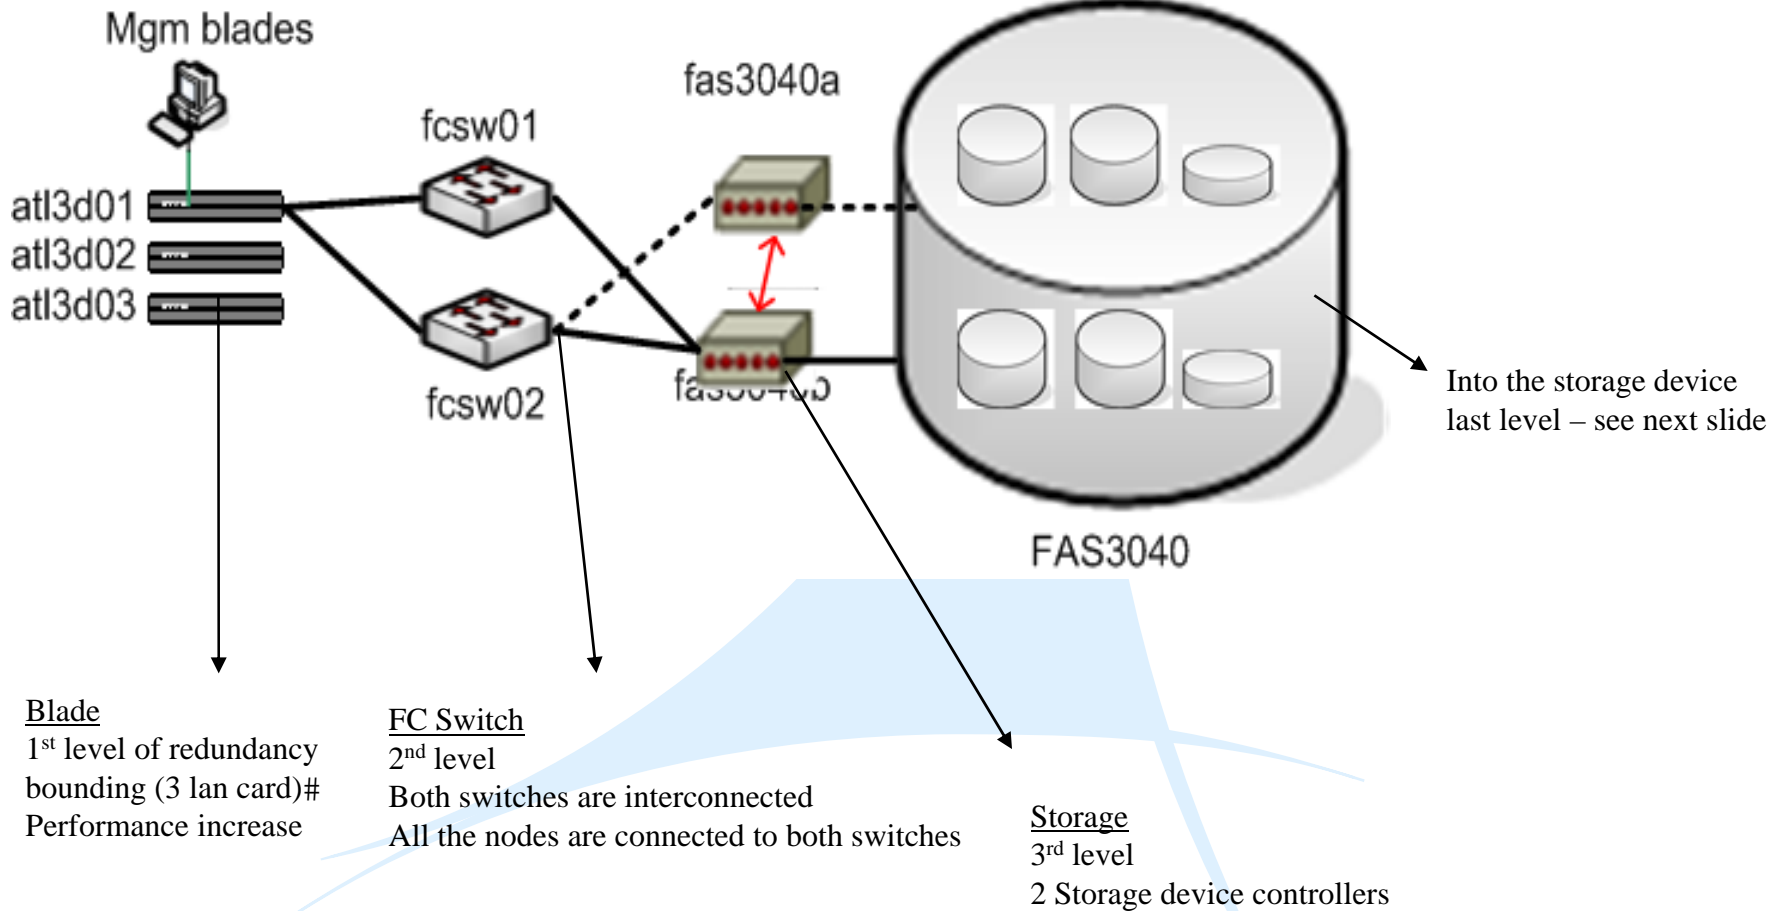 Mgm blades
fas3040a
fcsw01
atl3d01
atl3d02
atl3d03
fcsw02
fas3040b
Into the storage device
last level – see next slide
FAS3040
Blade
1st level of redundancy
bounding (3 lan card)#
Performance increase
FC Switch
2nd level
Both switches are interconnected
All the nodes are connected to both switches
Storage
3rd level
2 Storage device controllers